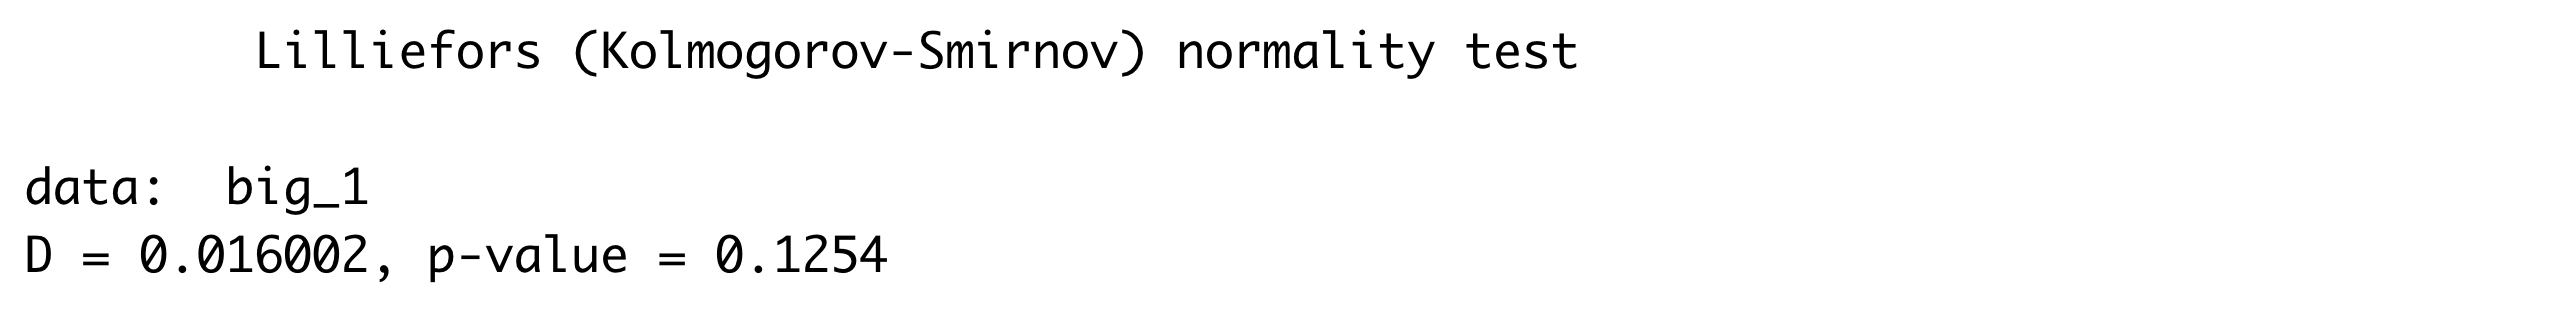 Lilliefors (Kolmogorov-Smirnov) normality test
data:  big_1
D = 0.016002, p-value = 0.1254